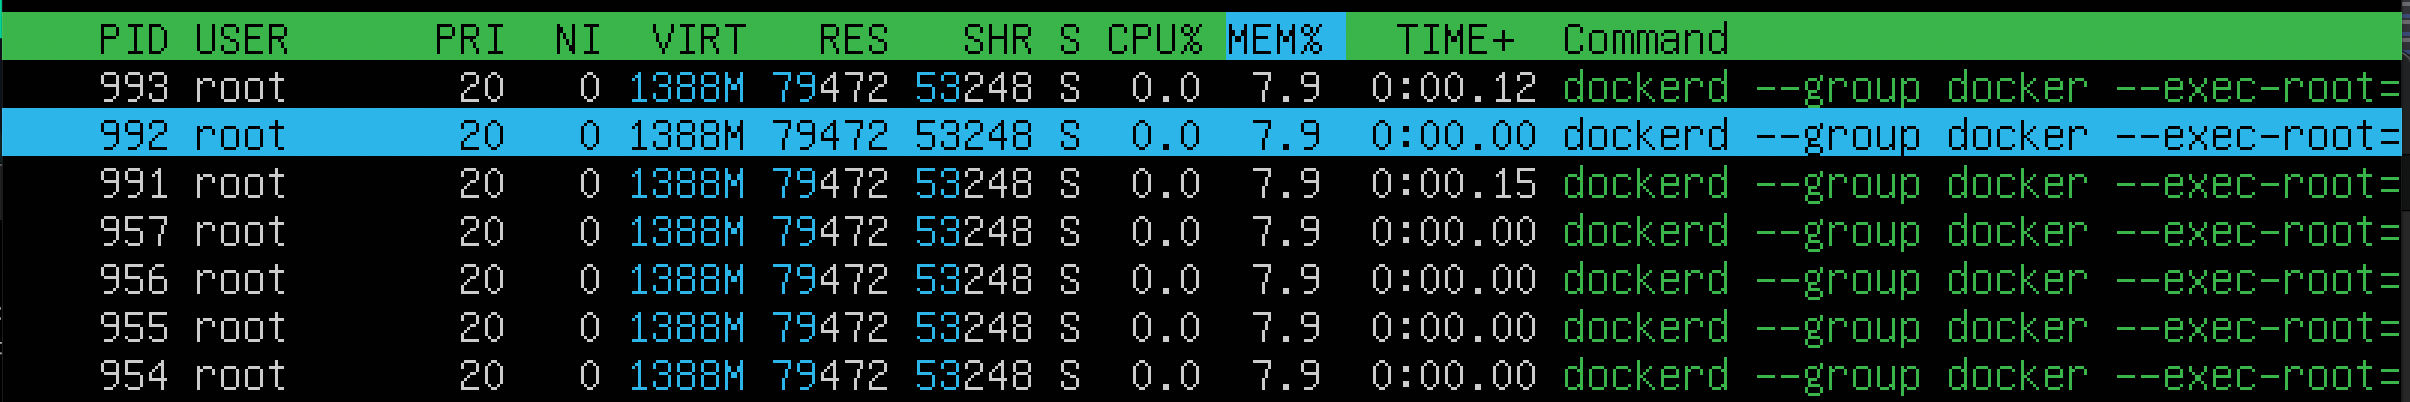 PID USER PRI NI VIRT RES SHR S CPU% MEM% TIME+ Command
993 root 20 0 1388M 79472 53248 S 0.0 7.9 0:00.12 dockerd --group docker --exec-root=
992 root 20 0 1388M 79472 53248 S 0.0 7.9 0:00.00 dockerd --group docker --exec-root=
991 root 20 0 1388M 79472 53248 S 0.0 7.9 0:00.15 dockerd --group docker --exec-root=
957 root 20 0 1388M 79472 53248 S 0.0 7.9 0:00.00 dockerd --group docker --exec-root=
956 root 20 0 1388M 79472 53248 S 0.0 7.9 0:00.00 dockerd --group docker --exec-root=
955 root 20 0 1388M 79472 53248 S 0.0 7.9 0:00.00 dockerd --group docker --exec-root=
954 root 20 0 1388M 79472 53248 S 0.0 7.9 0:00.00 dockerd --group docker --exec-root=